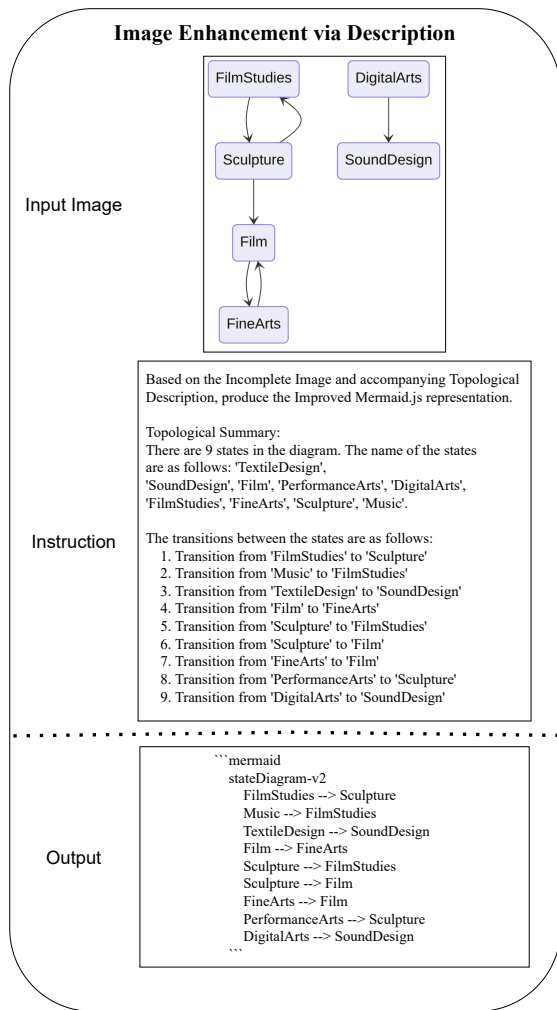 Image Enhancement via Description
FilmStudies
DigitalArts
Sculpture
SoundDesign
Input Image
Film
FineArts
Based on the Incomplete Image and accompanying Topological
Description, produce the Improved Mermaid.js representation.
Topological Summary:
There are 9 states in the diagram. The name of the states
are as follows: 'TextileDesign',
'SoundDesign', 'Film', 'PerformanceArts', 'DigitalArts',
'FilmStudies', 'FineArts', 'Sculpture', 'Music'.
Instruction
The transitions between the states are as follows:
1. Transition from 'FilmStudies' to 'Sculpture'
2. Transition from 'Music' to 'FilmStudies'
3. Transition from 'TextileDesign' to 'SoundDesign'
4. Transition from 'Film' to 'FineArts'
5. Transition from 'Sculpture' to 'FilmStudies'
6. Transition from 'Sculpture' to 'Film'
7. Transition from 'FineArts' to 'Film'
8. Transition from 'PerformanceArts' to 'Sculpture'
9. Transition from 'DigitalArts' to 'SoundDesign'
Output
```mermaid
stateDiagram-v2
FilmStudies --> Sculpture
Music --> FilmStudies
TextileDesign --> SoundDesign
Film --> FineArts
Sculpture --> FilmStudies
Sculpture --> Film
FineArts --> Film
PerformanceArts --> Sculpture
DigitalArts --> SoundDesign
```